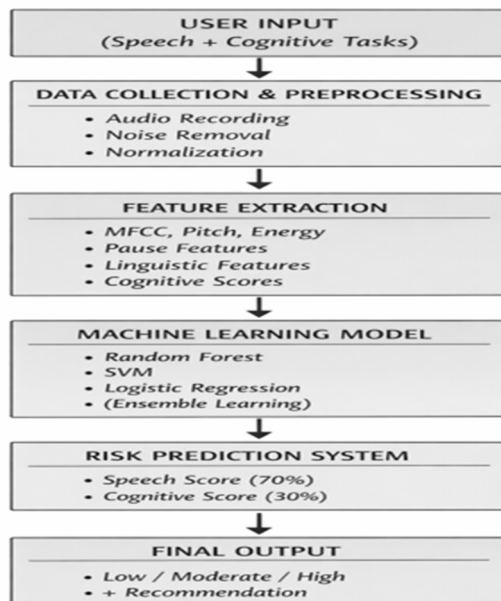 USER INPUT
(Speech + Cognitive Tasks)
DATA COLLECTION & PREPROCESSING
• Audio Recording
• Noise Removal
• Normalization
FEATURE EXTRACTION
• MFCC, Pitch, Energy
• Pause Features
• Linguistic Features
• Cognitive Scores
MACHINE LEARNING MODEL
• Random Forest
• SVM
• Logistic Regression
• (Ensemble Learning)
RISK PREDICTION SYSTEM
• Speech Score (70%)
• Cognitive Score (30%)
FINAL OUTPUT
• Low / Moderate / High
• + Recommendation